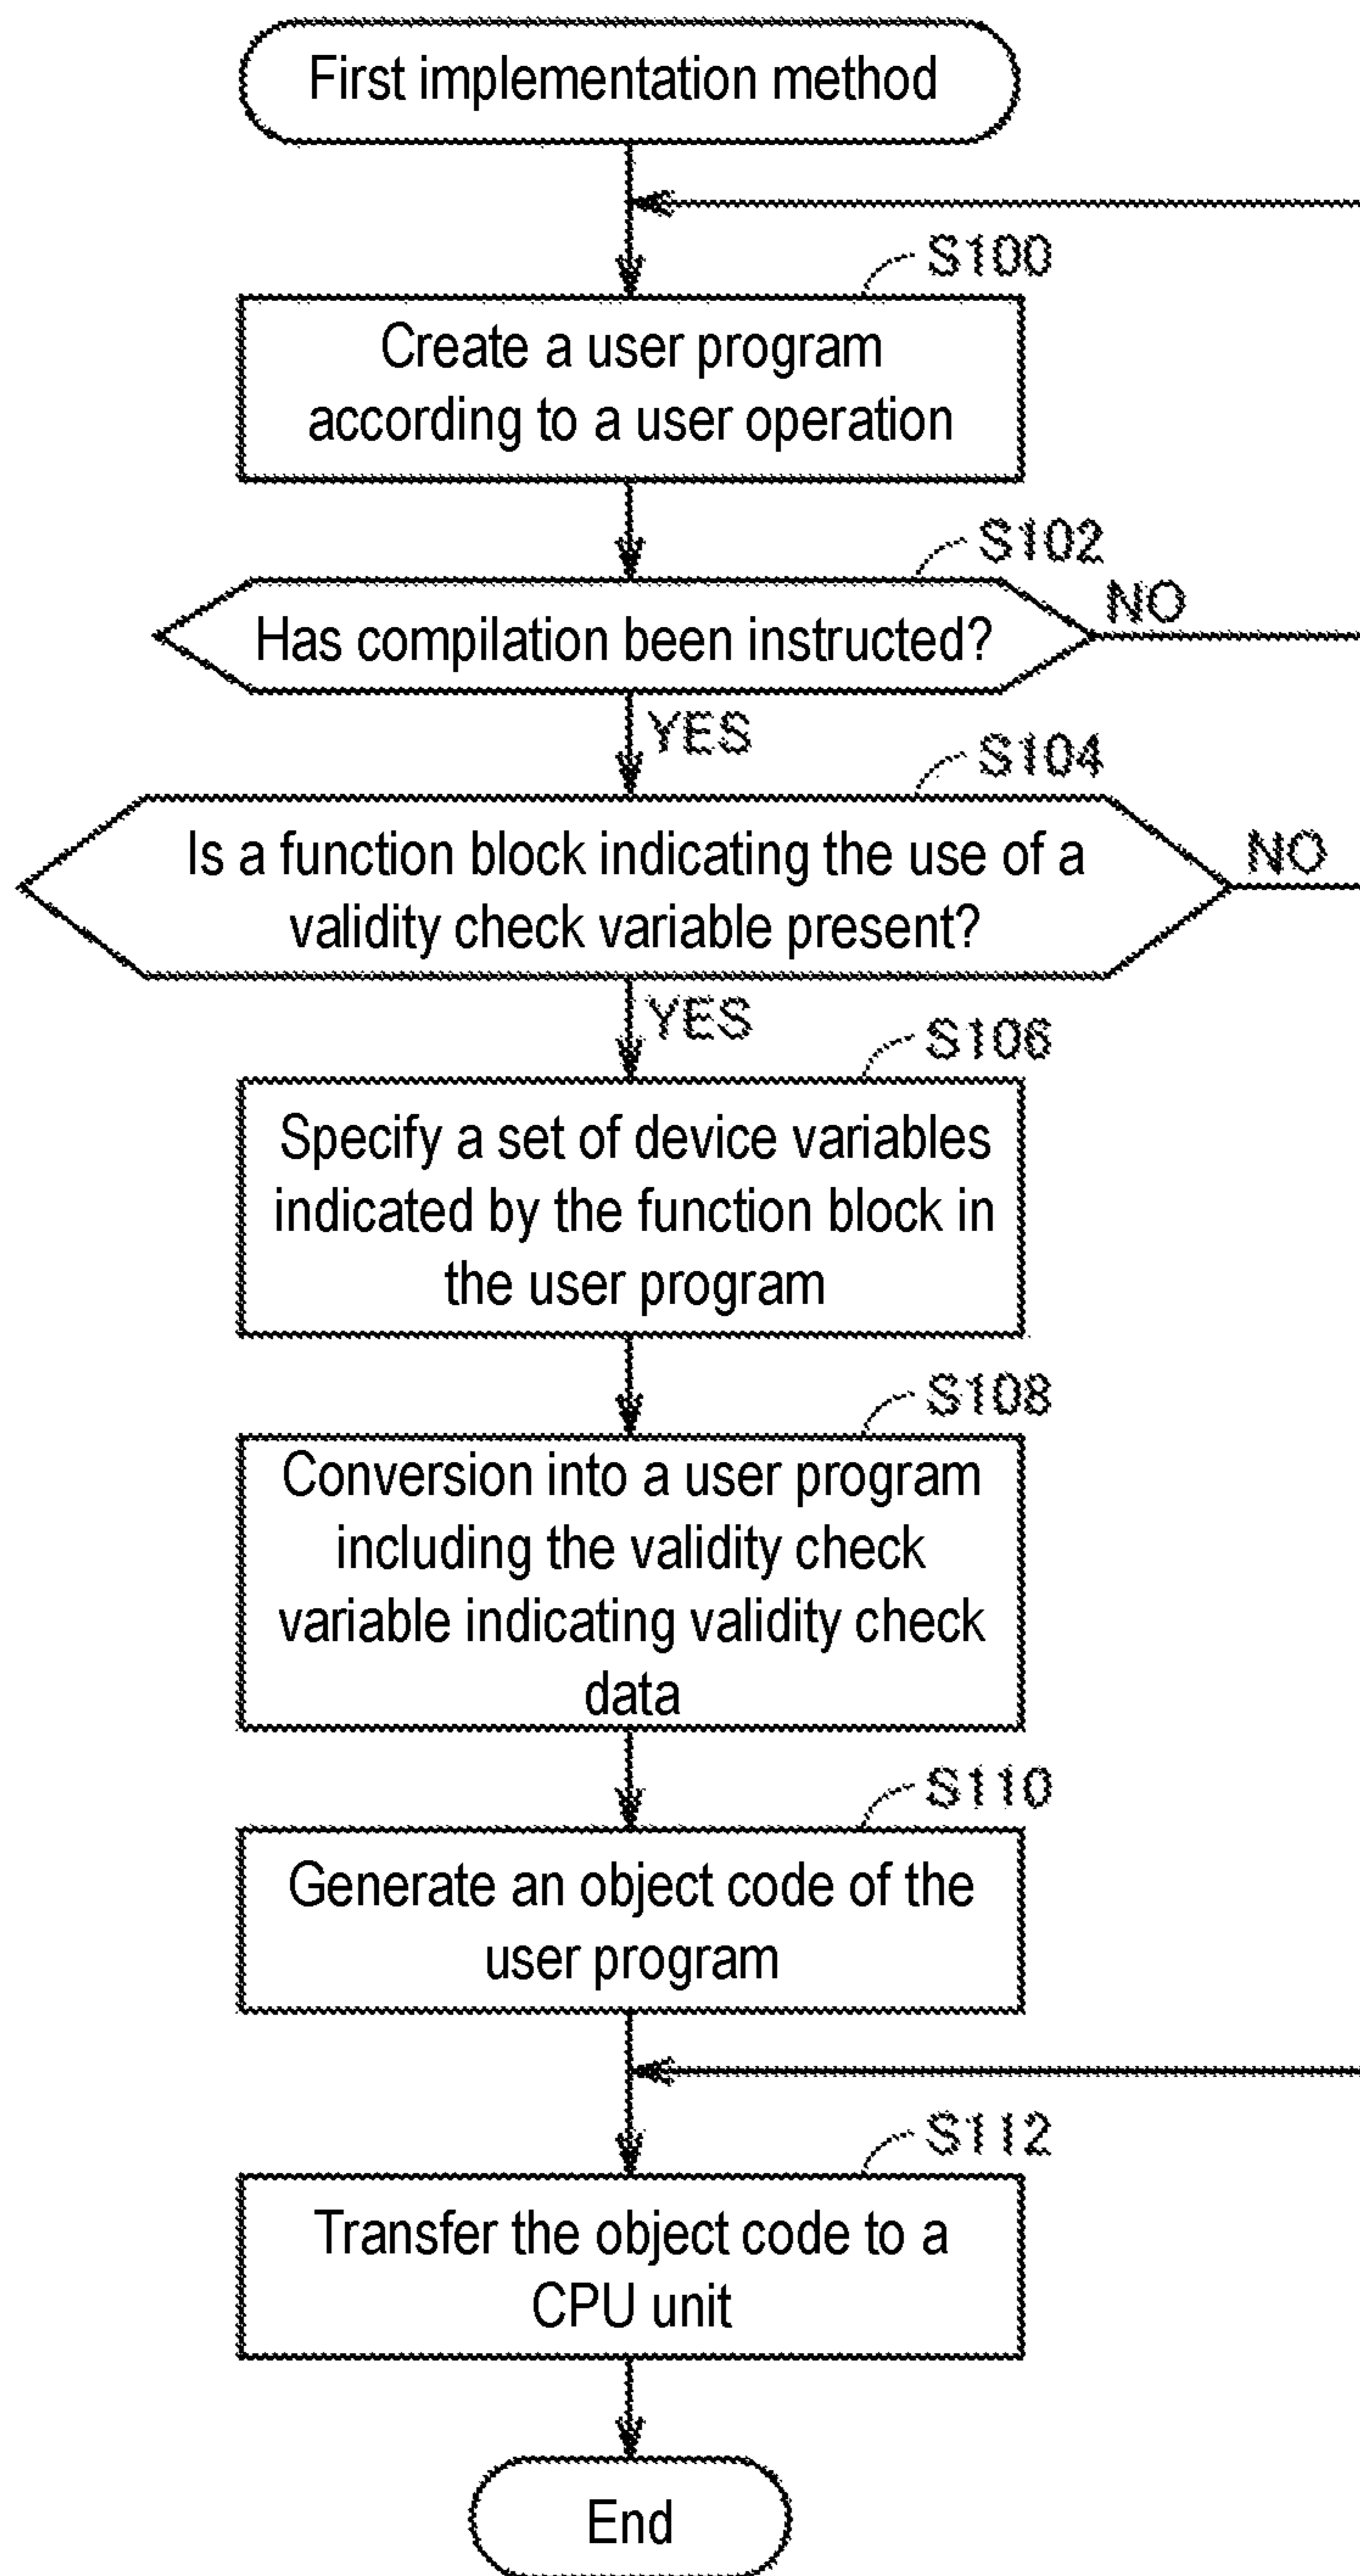 First implementation method
S100
Create a user program
according to a user operation
S102
Has compilation been instructed?
NO
YES
S104
Is a function block indicating the use of a
validity check variable present?
NO
YES
S106
Specify a set of device variables
indicated by the function block in
the user program
S108
Conversion into a user program
including the validity check
variable indicating validity check
data
S110
Generate an object code of the
user program
S112
Transfer the object code to a
CPU unit
End